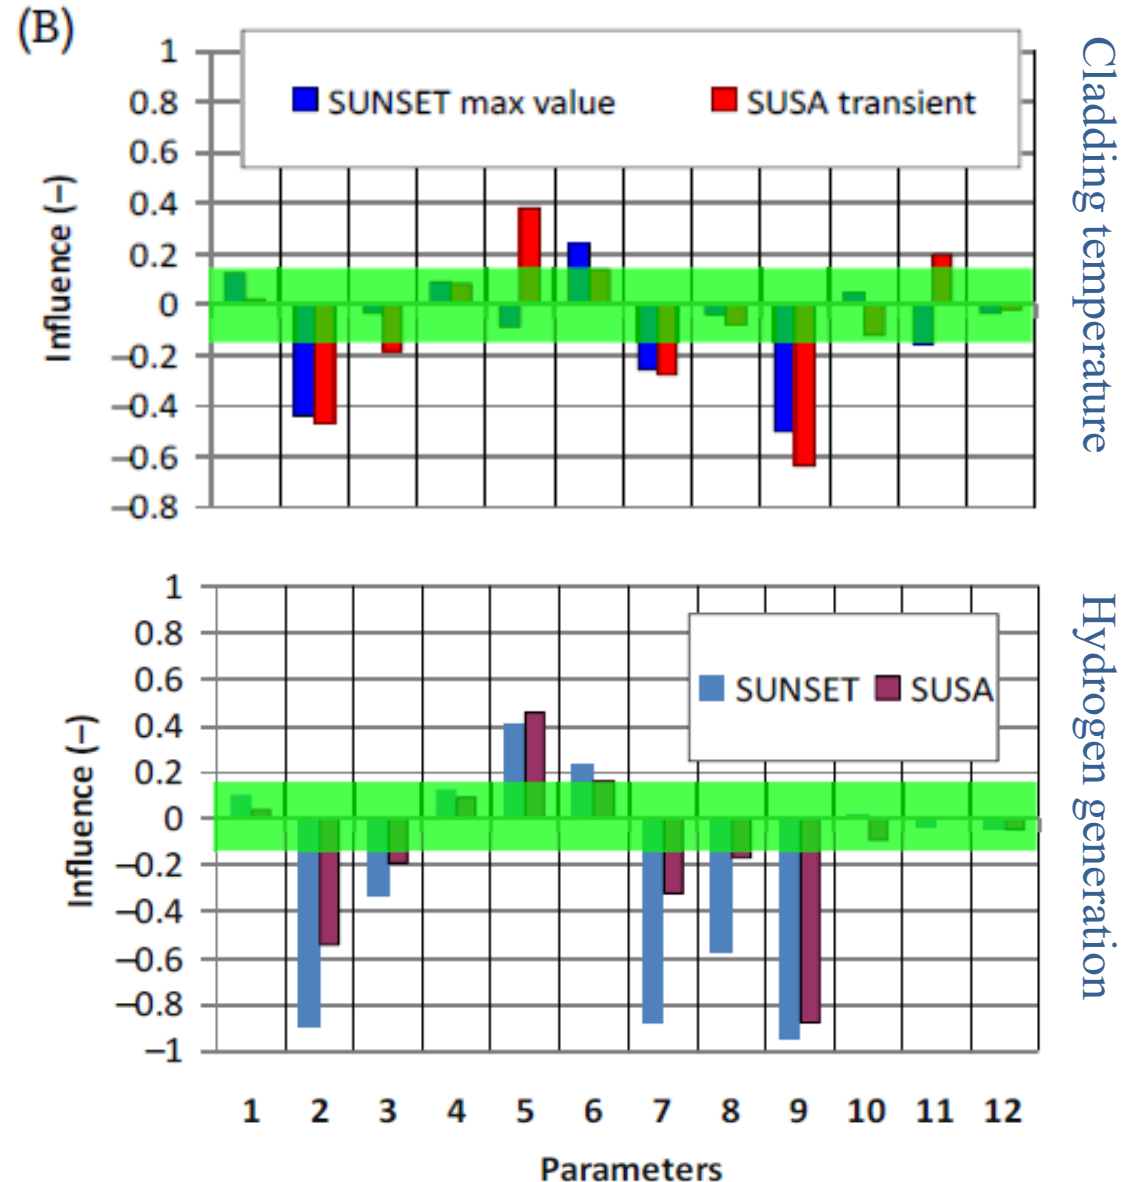 (B)
1
0.8
0.6
0.4
0.2
0
–0.2
–0.4
–0.6
–0.8
Influence (–)
SUNSET max value
SUSA transient
Cladding temperature
1
0.8
0.6
0.4
0.2
0
–0.2
–0.4
–0.6
–0.8
–1
Influence (–)
SUNSET
SUSA
Hydrogen generation
1 2 3 4 5 6 7 8 9 10 11 12
Parameters